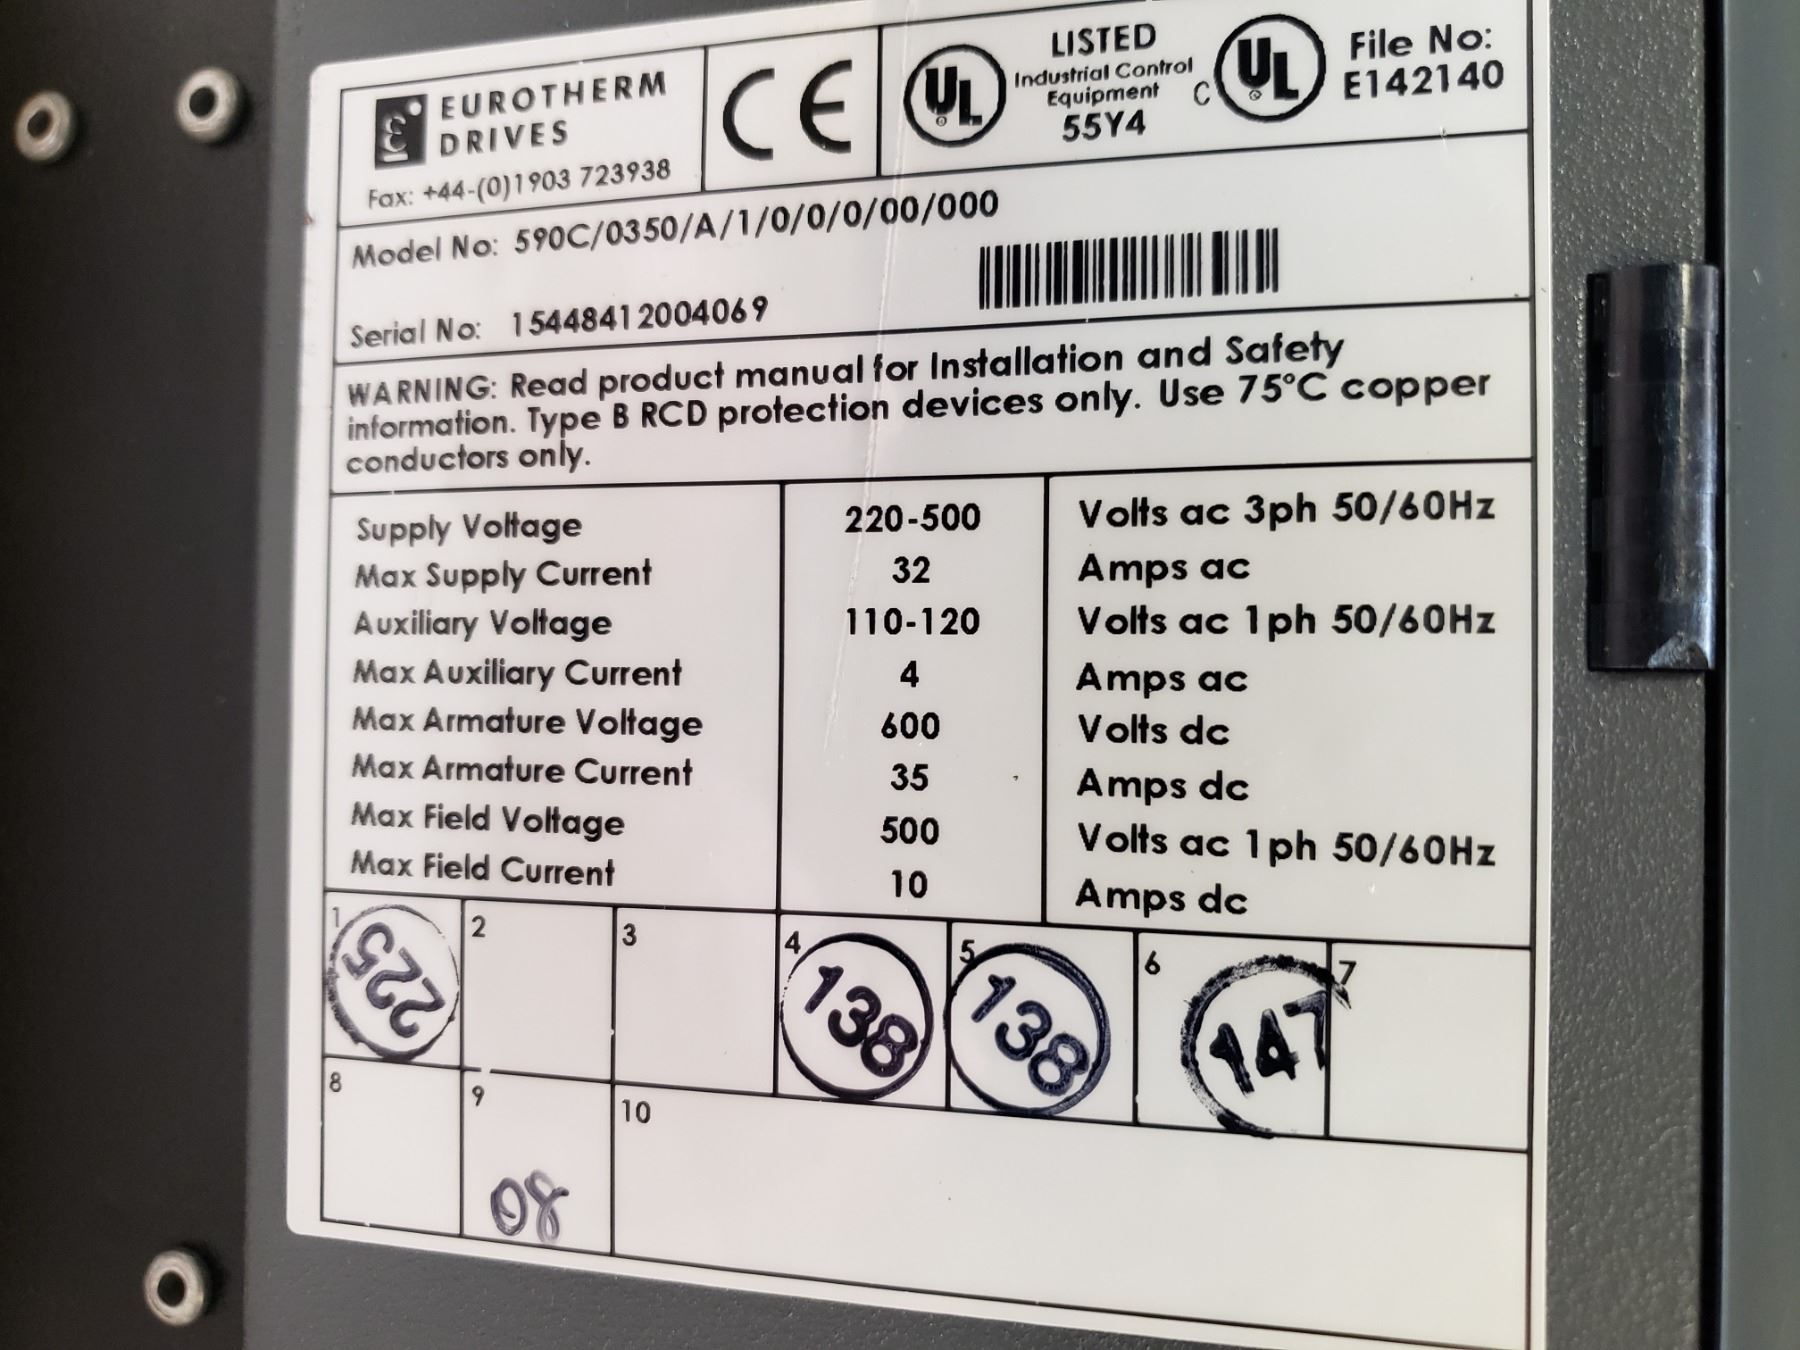 EUROTHERM
DRIVES
Fax: +44-(0)1903 723938
CE
UL
LISTED
Industrial Control
Equipment
55Y4
C UL
File No:
E142140
Model No: 590C/0350/A/1/0/0/0/00/000
Serial No: 15448412004069
WARNING: Read product manual for Installation and Safety
information. Type B RCD protection devices only. Use 75°C copper
conductors only.
Supply Voltage 220-500 Volts ac 3ph 50/60Hz
Max Supply Current 32 Amps ac
Auxiliary Voltage 110-120 Volts ac 1ph 50/60Hz
Max Auxiliary Current 4 Amps ac
Max Armature Voltage 600 Volts dc
Max Armature Current 35 Amps dc
Max Field Voltage 500 Volts ac 1ph 50/60Hz
Max Field Current 10 Amps dc
1 2 3 4 5 6 7
225 138 138 147
8 9 10
08